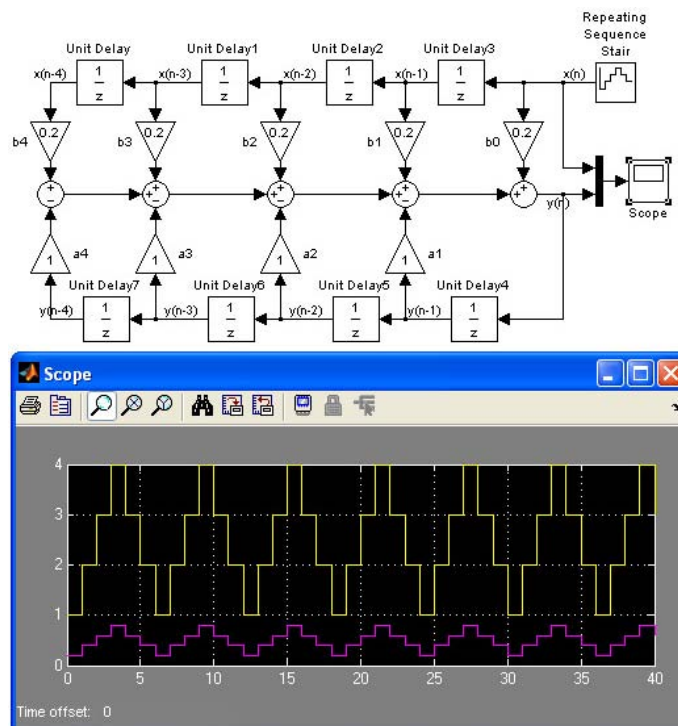 Repeating
Sequence
Stair
Unit Delay Unit Delay1 Unit Delay2 Unit Delay3
x(n-4) 1/z x(n-3) 1/z x(n-2) 1/z x(n-1) 1/z x(n)
b4 0.2 b3 0.2 b2 0.2 b1 0.2 b0 0.2
y(n)
Scope
1 a4 1 a3 1 a2 1 a1
Unit Delay7 Unit Delay6 Unit Delay5 Unit Delay4
y(n-4) 1/z y(n-3) 1/z y(n-2) 1/z y(n-1) 1/z
Scope
4
3
2
1
0
0 5 10 15 20 25 30 35 40
Time offset: 0